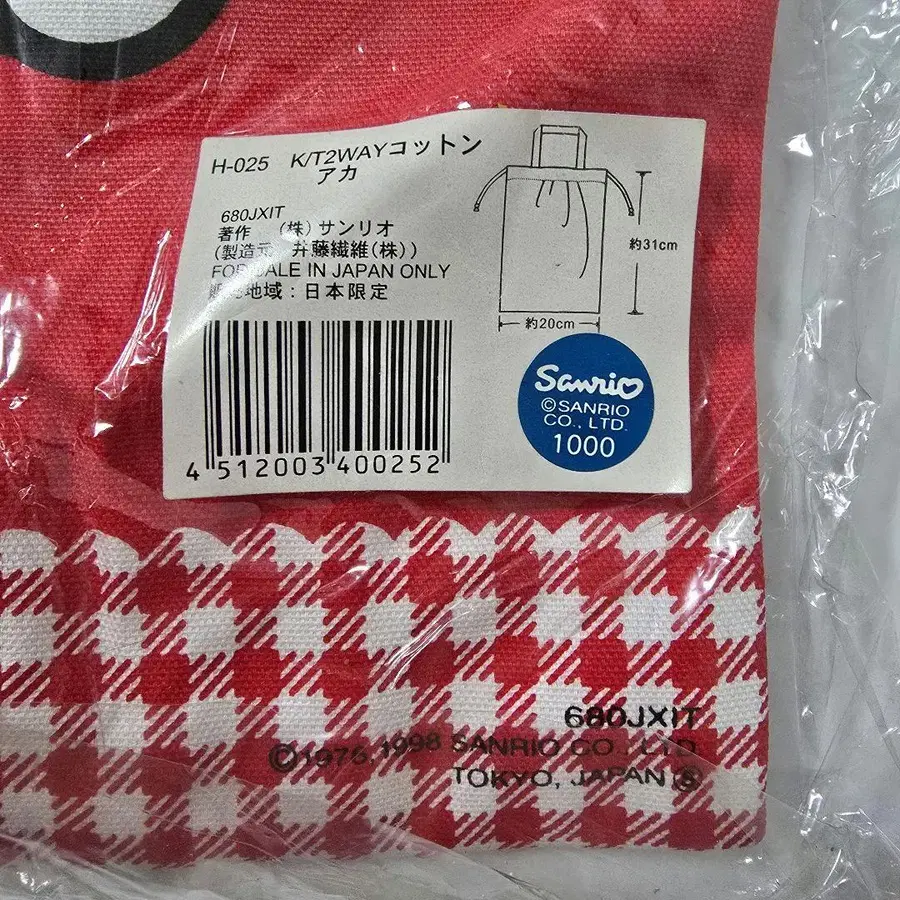 H-025 K/T2WAYコットン
アカ
680JXIT
著作 (株)サンリオ
(製造元 井藤繊維(株))
FOR SALE IN JAPAN ONLY
販売地域:日本限定
4 512003 400252
約31cm
約20cm
Sanrio
©SANRIO
CO., LTD.
1000
680JXIT
©1976,1998 SANRIO CO., LTD.
TOKYO, JAPAN Ⓢ